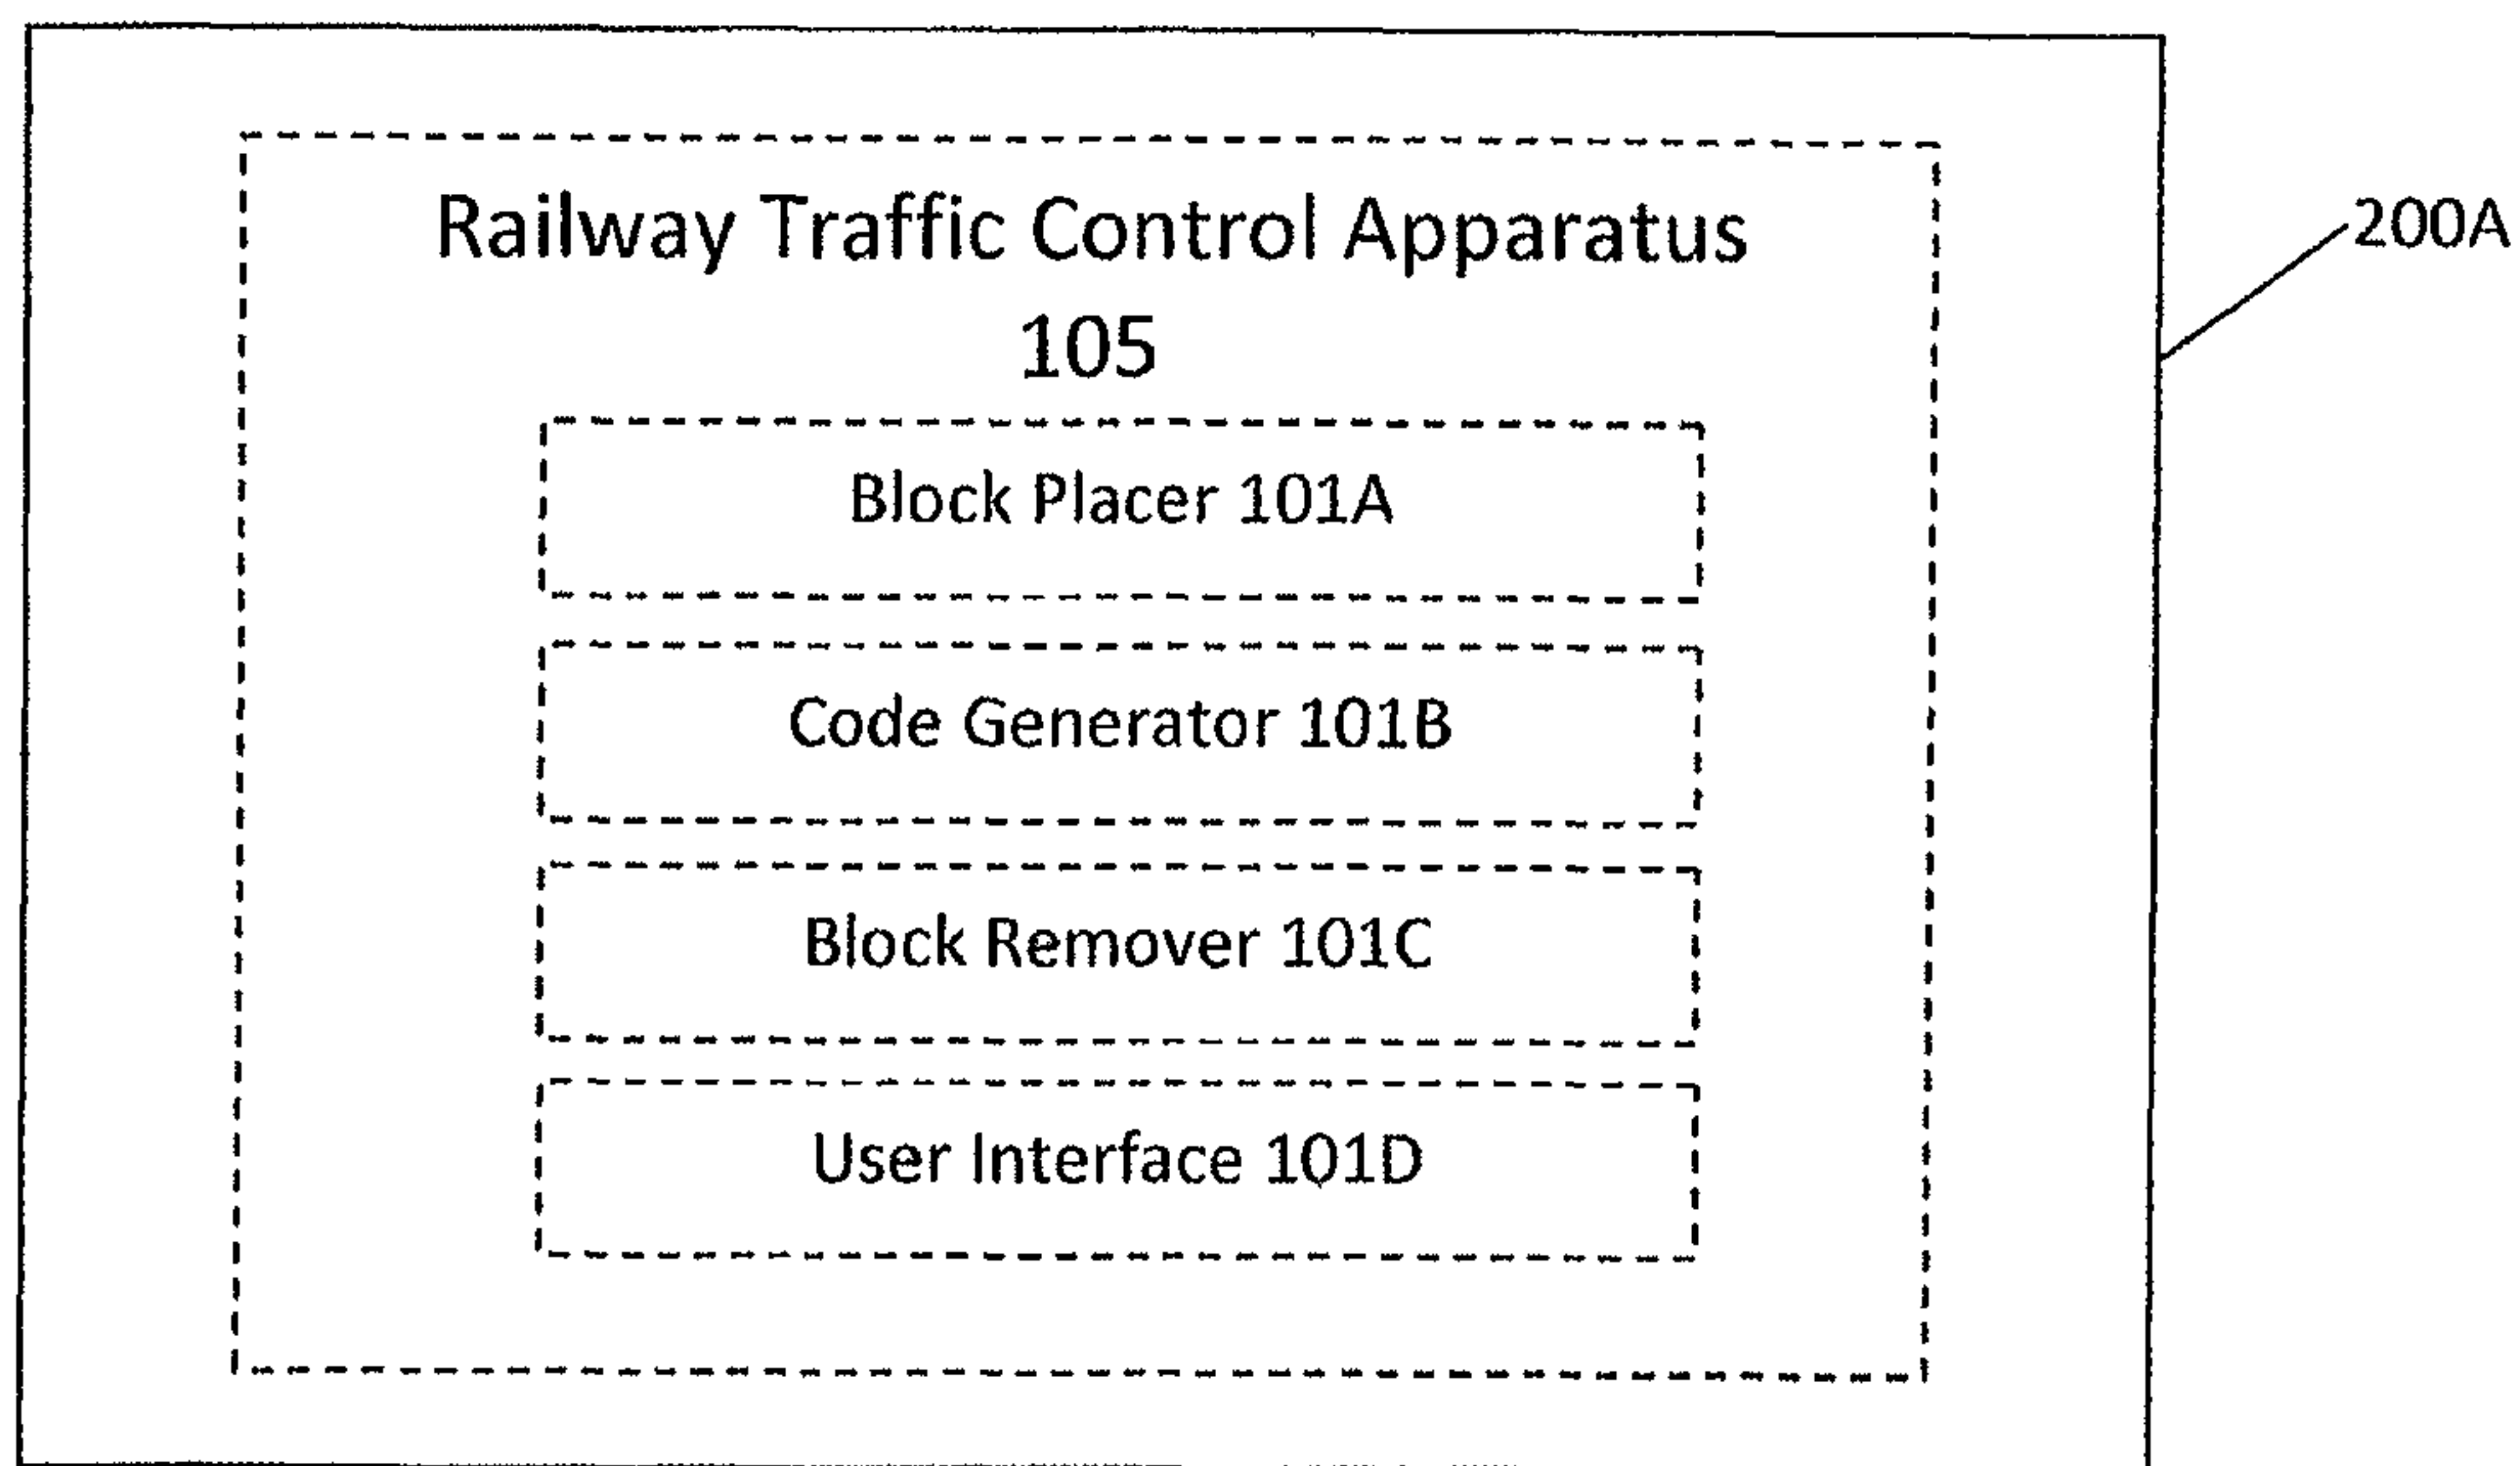 Railway Traffic Control Apparatus
105
200A
Block Placer 101A
Code Generator 101B
Block Remover 101C
User Interface 101D